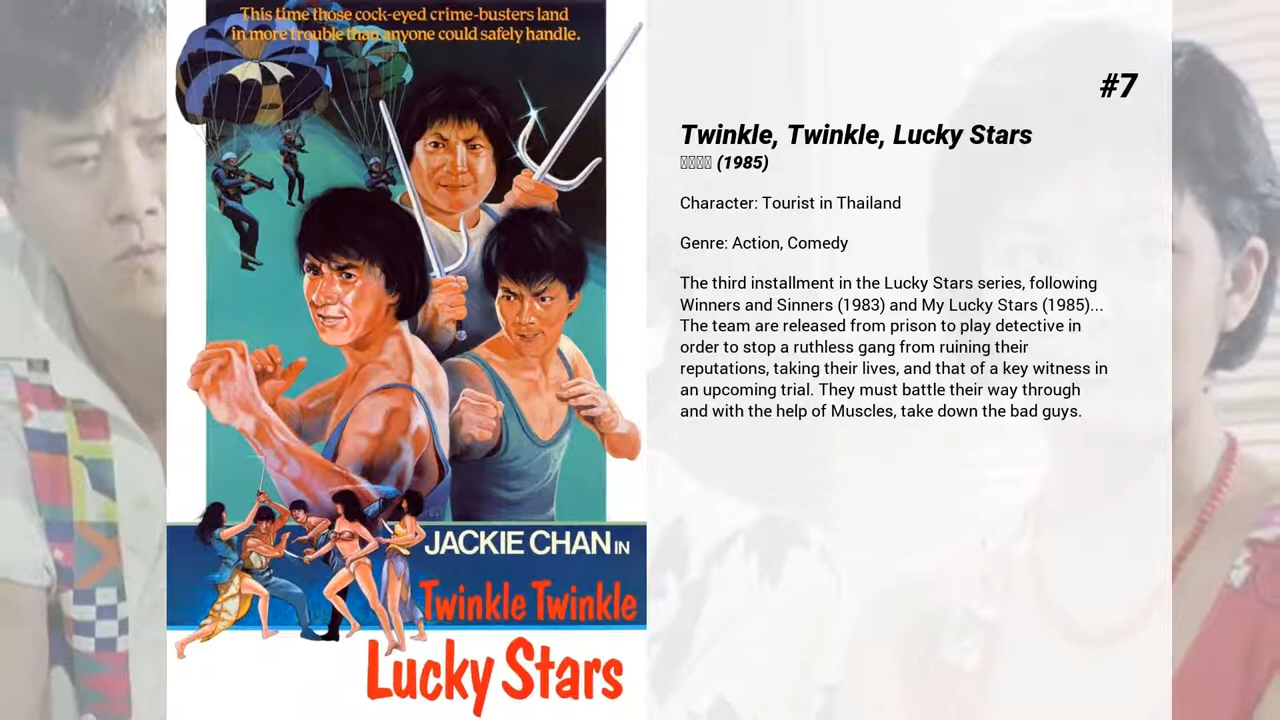 This time those cock-eyed crime-busters land
in more trouble than anyone could safely handle.
JACKIE CHAN IN
Twinkle Twinkle
Lucky Stars
#7
Twinkle, Twinkle, Lucky Stars
(1985)
Character: Tourist in Thailand
Genre: Action, Comedy
The third installment in the Lucky Stars series, following
Winners and Sinners (1983) and My Lucky Stars (1985)...
The team are released from prison to play detective in
order to stop a ruthless gang from ruining their
reputations, taking their lives, and that of a key witness in
an upcoming trial. They must battle their way through
and with the help of Muscles, take down the bad guys.